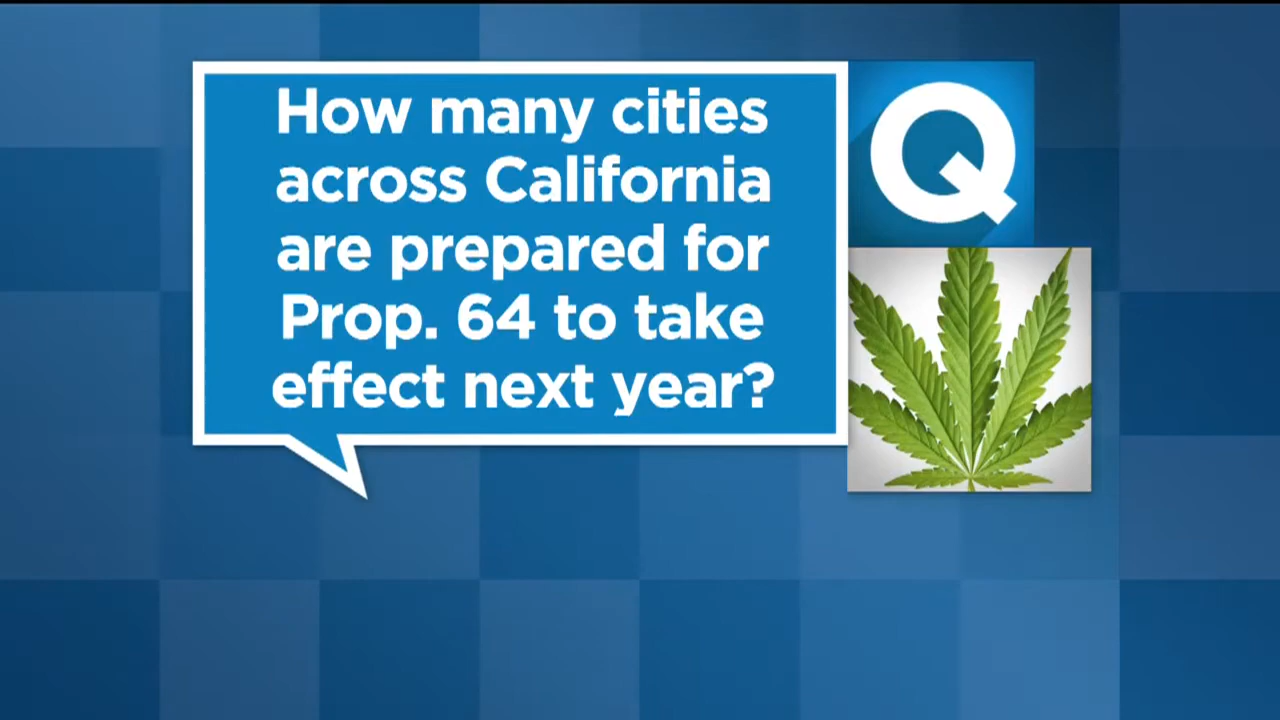 How many cities
across California
are prepared for
Prop. 64 to take
effect next year?
Q